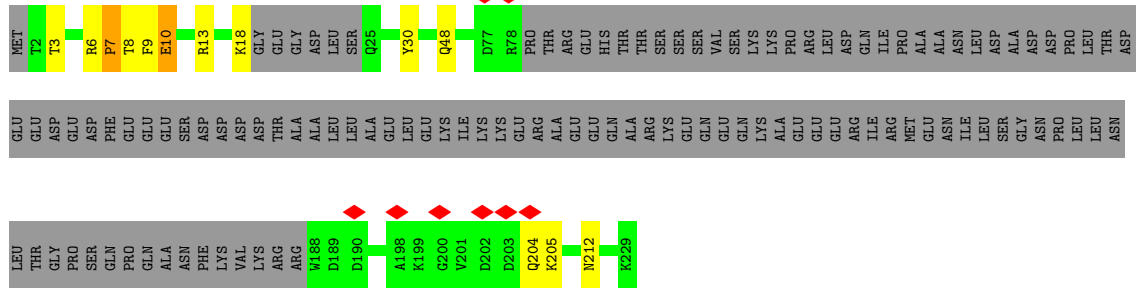 MET T2 T3 R6 P7 T8 F9 E10 R13 K18 GLY GLU GLY ASP LEU SER Q25 Y30 Q48 D77 R78 PRO THR ARG GLU HIS THR THR SER SER SER VAL SER LYS LYS PRO ARG LEU ASP GLN ILE PRO ALA ALA ASN LEU ASP ALA ASP ASP PRO LEU THR ASP
GLU GLU ASP GLU ASP PHE GLU GLU GLU SER ASP ASP ASP ASP THR ALA ALA LEU LEU ALA GLU LEU GLU LYS ILE LYS LYS GLU ARG ALA GLU GLU GLN ALA ARG LYS GLU GLN GLU GLN LYS ALA GLU GLU GLU ARG ILE ARG MET GLU ASN ILE LEU SER GLY ASN PRO LEU LEU ASN
LEU THR GLY PRO SER GLN PRO GLN ALA ASN PHE LYS VAL LYS ARG ARG W188 D189 D190 A198 K199 G200 V201 D202 D203 Q204 K205 N212 K229